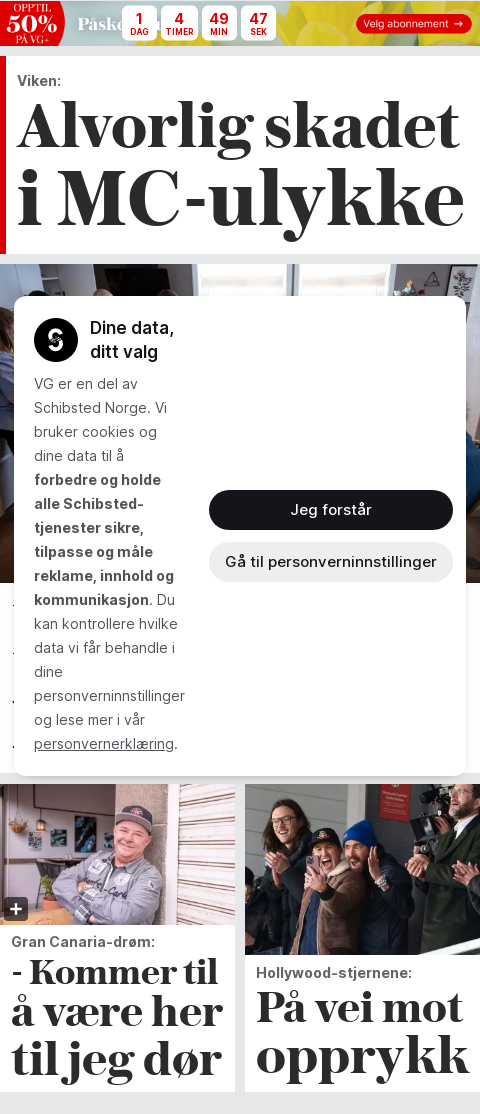 OPPTIL
50%
PÅ VG+
1
DAG
4
TIMER
49
MIN
47
SEK
Velg abonnement →
Viken:
Alvorlig skadet
i MC-ulykke
Dine data,
ditt valg
VG er en del av
Schibsted Norge. Vi
bruker cookies og
dine data til å
forbedre og holde
alle Schibsted-
tjenester sikre,
tilpasse og måle
reklame, innhold og
kommunikasjon. Du
kan kontrollere hvilke
data vi får behandle i
dine
personverninnstillinger
og lese mer i vår
personvernerklæring.
Jeg forstår
Gå til personverninnstillinger
Gran Canaria-drøm:
- Kommer til
å være her
til jeg dør
Hollywood-stjernene:
På vei mot
opprykk